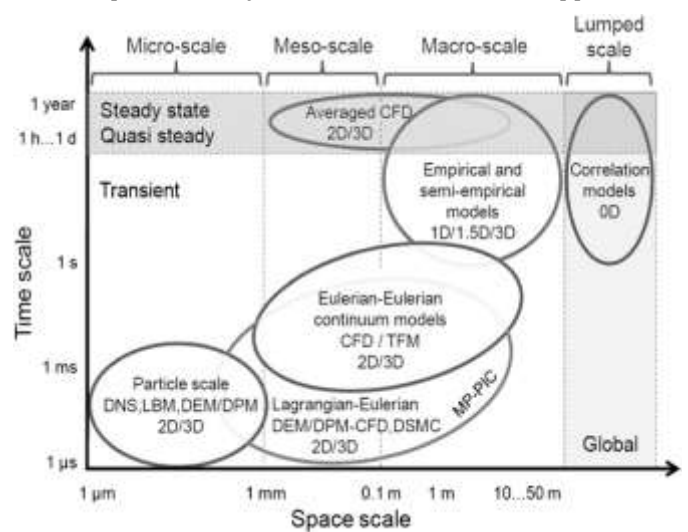 Lumped
scale
Micro-scale
Meso-scale
Macro-scale
1 year
1 h...1 d
1 s
1 ms
1 µs
Time scale
Steady state
Quasi steady
Transient
Averaged CFD
2D/3D
Empirical and
semi-empirical
models
1D/1.5D/3D
Correlation
models
0D
Eulerian-Eulerian
continuum models
CFD / TFM
2D/3D
Particle scale
DNS,LBM,DEM/DPM
2D/3D
Lagrangian-Eulerian
DEM/DPM-CFD,DSMC
2D/3D
MP-PIC
Global
1 µm
1 mm
0.1 m
1 m
10...50 m
Space scale